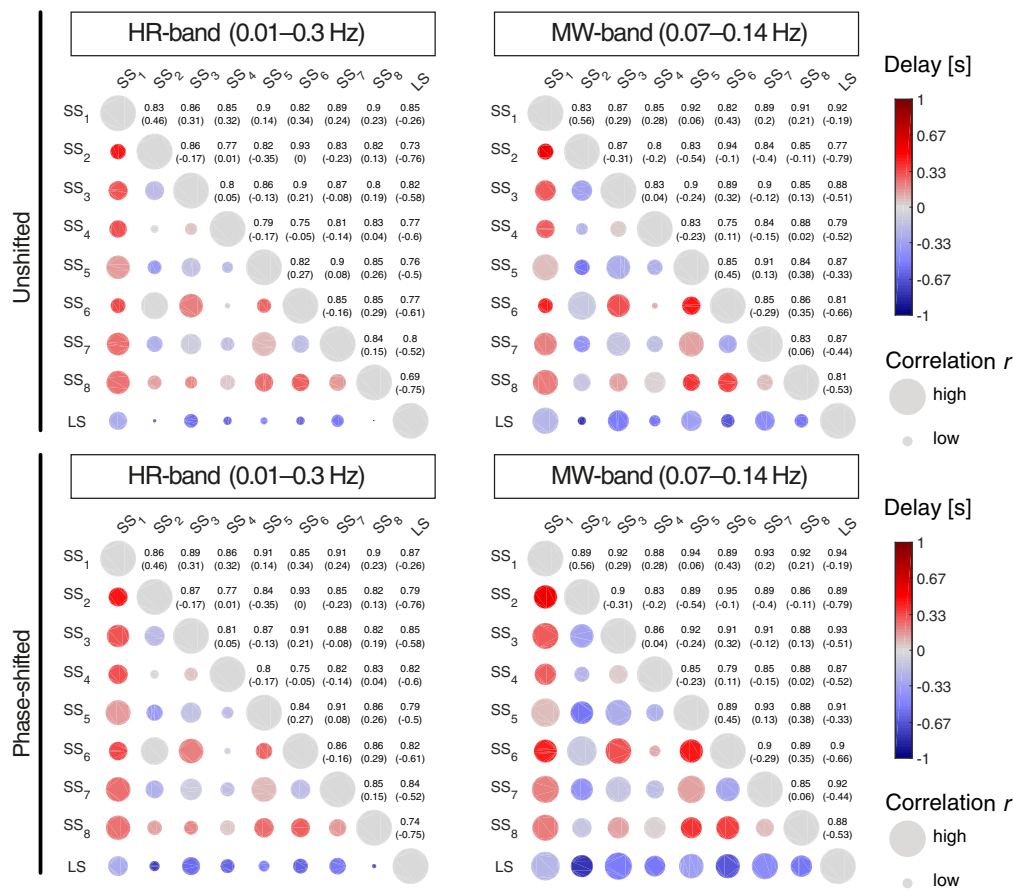 HR-band (0.01–0.3 Hz)
SS1 SS2 SS3 SS4 SS5 SS6 SS7 SS8 LS
SS1 0.83 0.86 0.85 0.9 0.82 0.89 0.9 0.85
(0.46) (0.31) (0.32) (0.14) (0.34) (0.24) (0.23) (-0.26)
SS2 0.86 0.77 0.82 0.93 0.83 0.82 0.73
(-0.17) (0.01) (-0.35) (0) (-0.23) (0.13) (-0.76)
SS3 0.8 0.86 0.9 0.87 0.8 0.82
(0.05) (-0.13) (0.21) (-0.08) (0.19) (-0.58)
SS4 0.79 0.75 0.81 0.83 0.77
(-0.17) (-0.05) (-0.14) (0.04) (-0.6)
SS5 0.82 0.9 0.85 0.76
(0.27) (0.08) (0.26) (-0.5)
SS6 0.85 0.85 0.77
(-0.16) (0.29) (-0.61)
SS7 0.84 0.8
(0.15) (-0.52)
SS8 0.69
(-0.75)
LS
Unshifted
MW-band (0.07–0.14 Hz)
SS1 SS2 SS3 SS4 SS5 SS6 SS7 SS8 LS
SS1 0.83 0.87 0.85 0.92 0.82 0.89 0.91 0.92
(0.56) (0.29) (0.28) (0.06) (0.43) (0.2) (0.21) (-0.19)
SS2 0.87 0.8 0.85 0.94 0.84 0.85 0.77
(-0.31) (-0.2) (-0.54) (-0.1) (-0.4) (-0.11) (-0.79)
SS3 0.83 0.9 0.89 0.9 0.85 0.88
(0.04) (-0.24) (0.32) (-0.12) (0.13) (-0.51)
SS4 0.83 0.75 0.84 0.88 0.79
(-0.23) (0.11) (-0.15) (0.02) (-0.52)
SS5 0.85 0.91 0.84 0.87
(0.45) (0.13) (0.38) (-0.33)
SS6 0.85 0.86 0.81
(-0.29) (0.35) (-0.66)
SS7 0.83 0.87
(0.06) (-0.44)
SS8 0.81
(-0.53)
LS
Delay [s]
1
0.67
0.33
0
-0.33
-0.67
-1
Correlation r
high
low
HR-band (0.01–0.3 Hz)
SS1 SS2 SS3 SS4 SS5 SS6 SS7 SS8 LS
SS1 0.86 0.89 0.86 0.91 0.85 0.91 0.9 0.87
(0.46) (0.31) (0.32) (0.14) (0.34) (0.24) (0.23) (-0.26)
SS2 0.87 0.77 0.84 0.93 0.85 0.82 0.79
(-0.17) (0.01) (-0.35) (0) (-0.23) (0.13) (-0.76)
SS3 0.81 0.87 0.91 0.88 0.82 0.85
(0.05) (-0.13) (0.21) (-0.08) (0.19) (-0.58)
SS4 0.8 0.75 0.82 0.83 0.82
(-0.17) (-0.05) (-0.14) (0.04) (-0.6)
SS5 0.84 0.91 0.86 0.79
(0.27) (0.08) (0.26) (-0.5)
SS6 0.86 0.86 0.82
(-0.16) (0.29) (-0.61)
SS7 0.85 0.84
(0.15) (-0.52)
SS8 0.74
(-0.75)
LS
Phase-shifted
MW-band (0.07–0.14 Hz)
SS1 SS2 SS3 SS4 SS5 SS6 SS7 SS8 LS
SS1 0.89 0.92 0.88 0.94 0.89 0.93 0.92 0.94
(0.56) (0.29) (0.28) (0.06) (0.43) (0.2) (0.21) (-0.19)
SS2 0.9 0.83 0.89 0.95 0.89 0.86 0.89
(-0.31) (-0.2) (-0.54) (-0.1) (-0.4) (-0.11) (-0.79)
SS3 0.86 0.92 0.91 0.91 0.88 0.93
(0.04) (-0.24) (0.32) (-0.12) (0.13) (-0.51)
SS4 0.85 0.79 0.85 0.88 0.87
(-0.23) (0.11) (-0.15) (0.02) (-0.52)
SS5 0.89 0.93 0.88 0.91
(0.45) (0.13) (0.38) (-0.33)
SS6 0.9 0.89 0.9
(-0.29) (0.35) (-0.66)
SS7 0.85 0.92
(0.06) (-0.44)
SS8 0.88
(-0.53)
LS
Delay [s]
1
0.67
0.33
0
-0.33
-0.67
-1
Correlation r
high
low